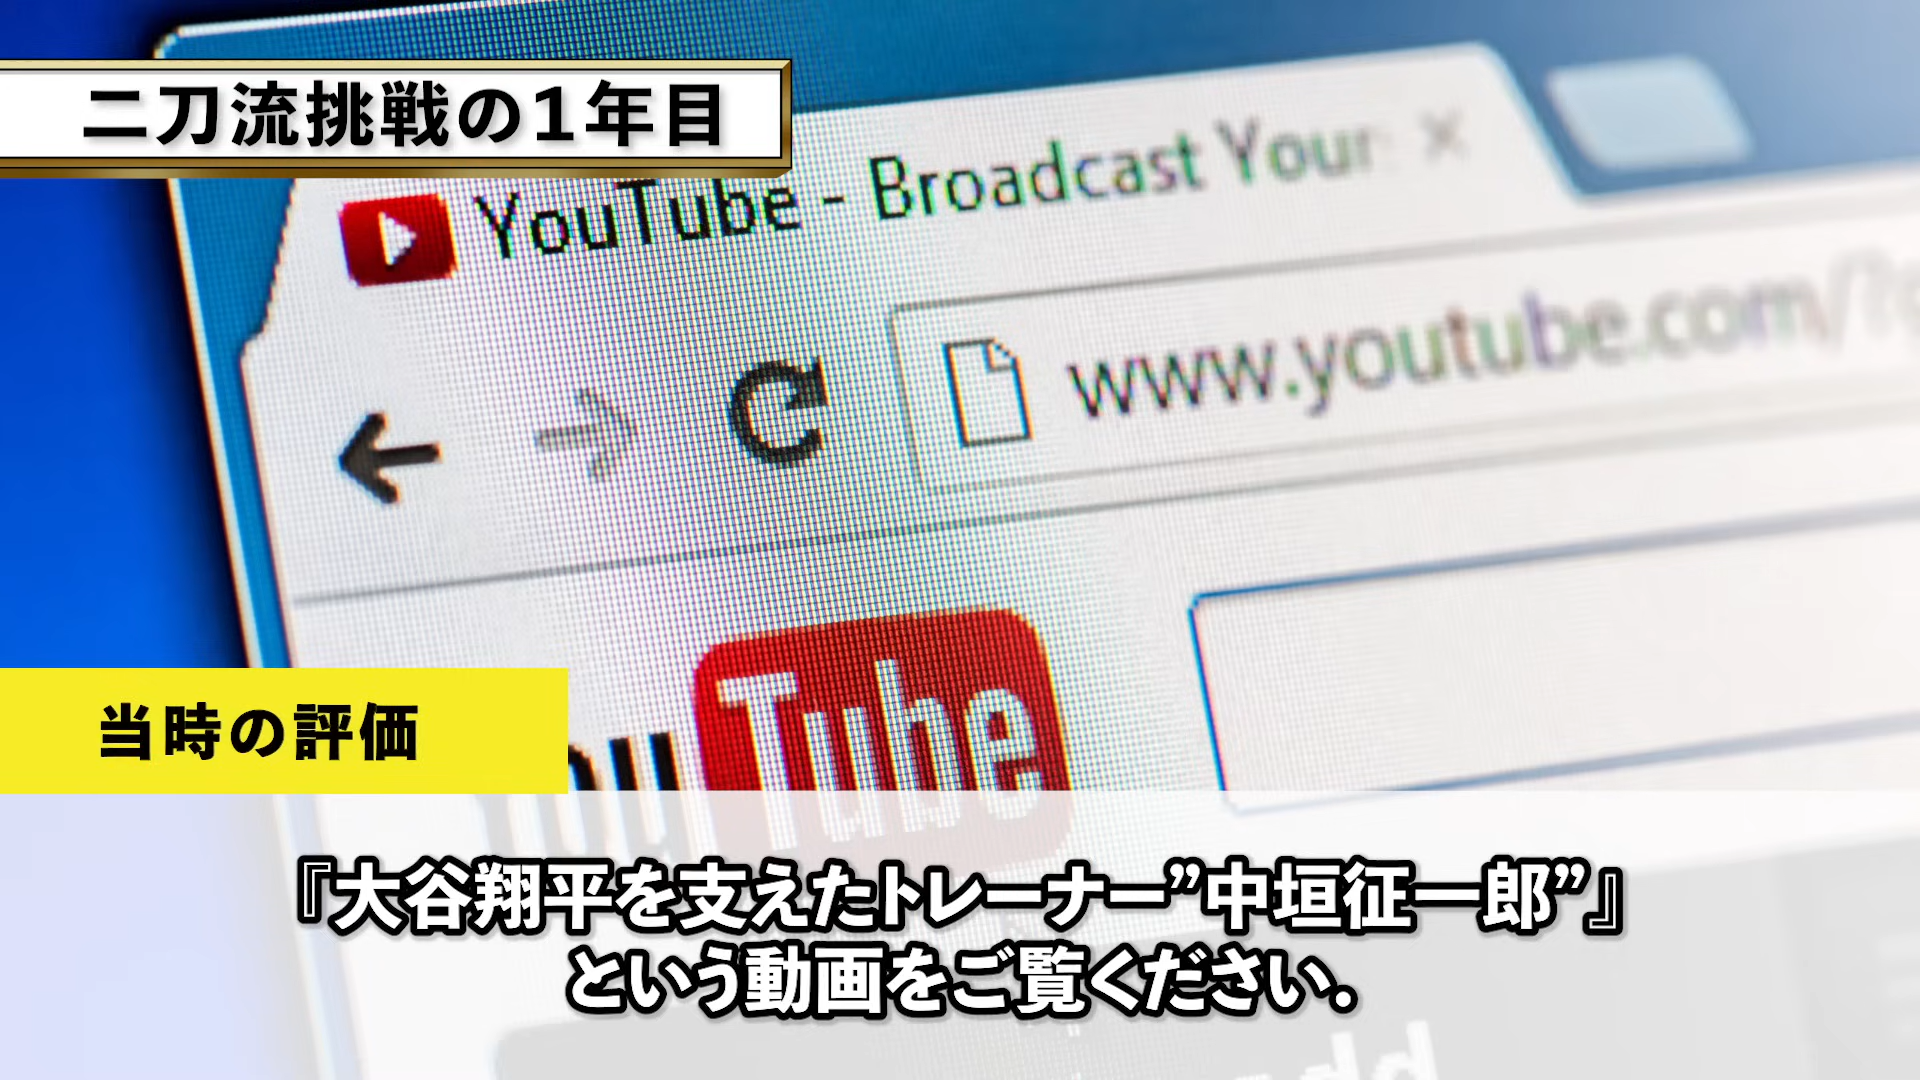 二刀流挑戦の1年目
YouTube - Broadcast Your
www.youtube.com/?g
You Tube
当時の評価
『大谷翔平を支えたトレーナー”中垣征一郎”』
という動画をご覧ください.